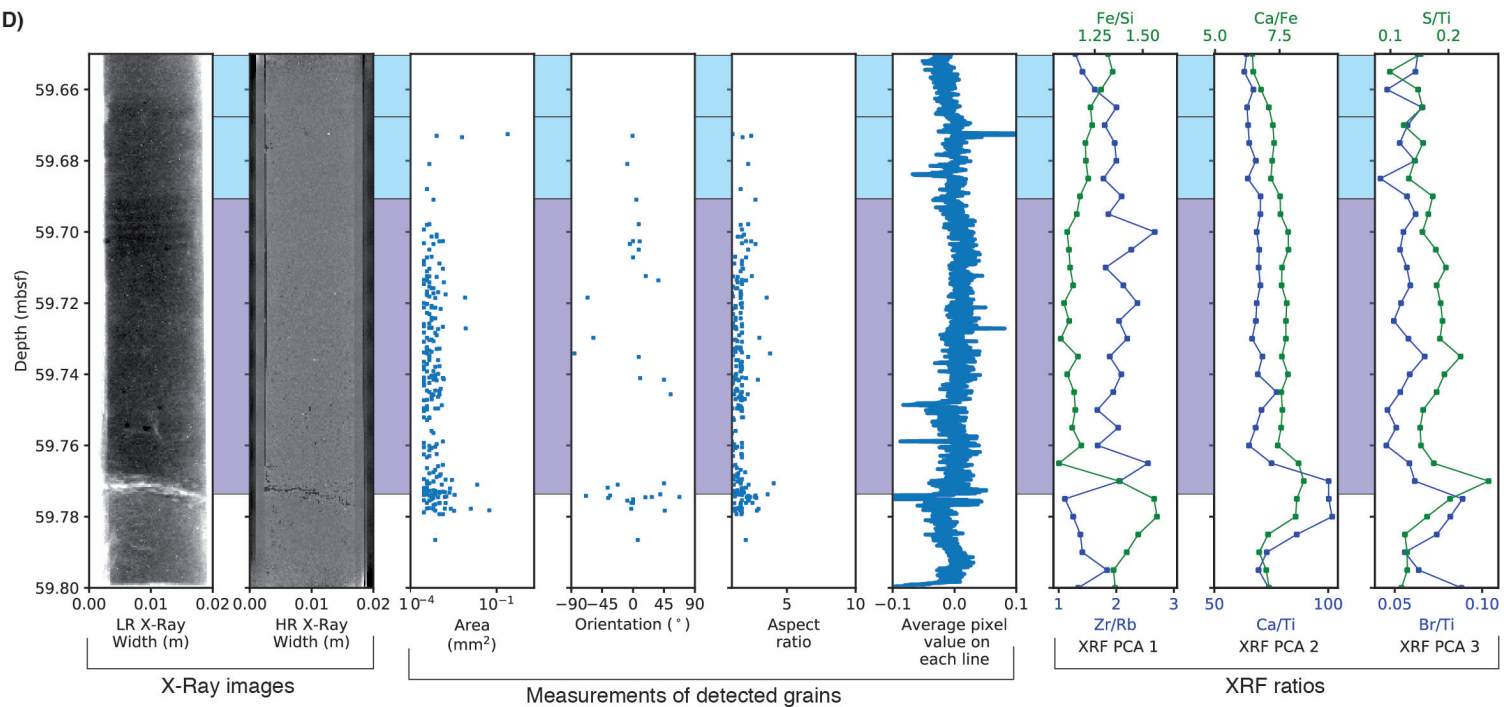 D)
Fe/Si
Ca/Fe
S/Ti
1.25 1.50
5.0 7.5
0.1 0.2
59.66
59.68
59.70
59.72
59.74
59.76
59.78
59.80
Depth (mbsf)
0.00 0.01 0.02
0.00 0.01 0.02
10−4 10−1
−90 −45 0 45 90
5 10
−0.1 0.0 0.1
1 2 3
50 100
0.05 0.10
LR X-Ray
Width (m)
HR X-Ray
Width (m)
Area
(mm2)
Orientation (°)
Aspect
ratio
Average pixel
value on
each line
Zr/Rb
XRF PCA 1
Ca/Ti
XRF PCA 2
Br/Ti
XRF PCA 3
X-Ray images
Measurements of detected grains
XRF ratios